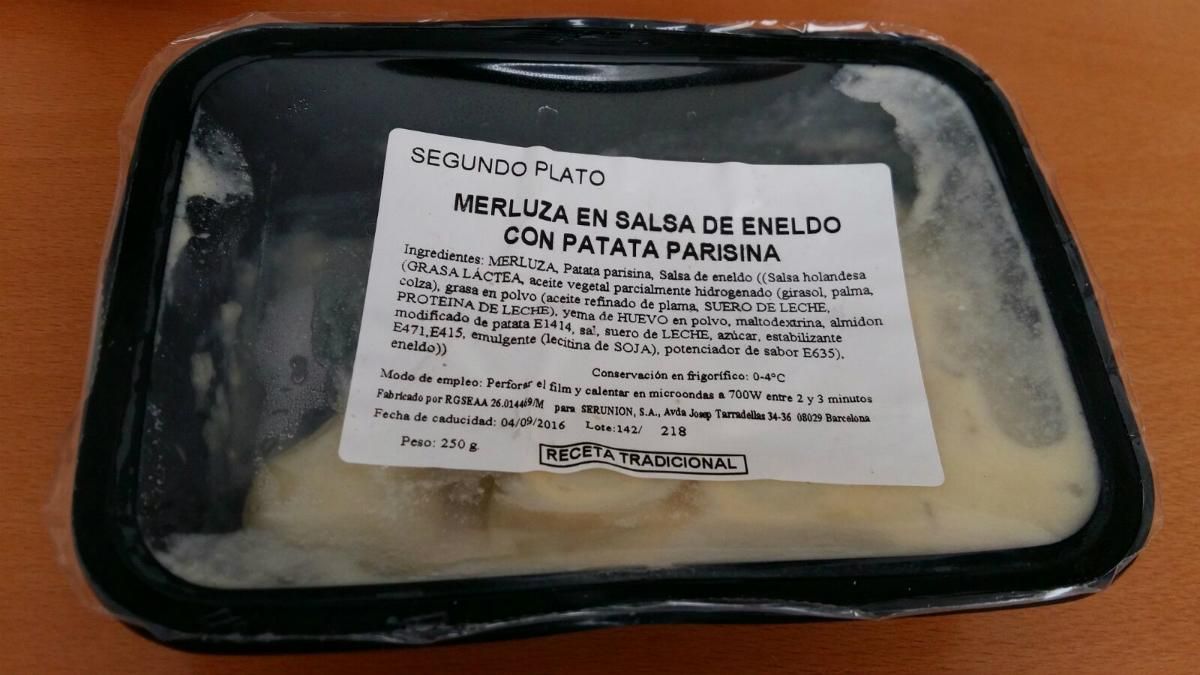 SEGUNDO PLATO
MERLUZA EN SALSA DE ENELDO
CON PATATA PARISINA
Ingredientes: MERLUZA, Patata parisina, Salsa de eneldo ((Salsa holandesa
(GRASA LÁCTEA, aceite vegetal parcialmente hidrogenado (girasol, palma,
colza), grasa en polvo (aceite refinado de plama, SUERO DE LECHE,
PROTEINA DE LECHE), yema de HUEVO en polvo, maltodextrina, almidon
modificado de patata E1414, sal, suero de LECHE, azúcar, estabilizante
E471,E415, emulgente (lecitina de SOJA), potenciador de sabor E635),
eneldo))
Conservación en frigorífico: 0-4°C
Modo de empleo: Perforar el film y calentar en microondas a 700W entre 2 y 3 minutos
Fabricado por RGSEAA 26.014469/M para SERUNION, S.A., Avda Josep Tarradellas 34-36 08029 Barcelona
Fecha de caducidad: 04/09/2016 Lote:142/ 218
Peso: 250 g.
RECETA TRADICIONAL